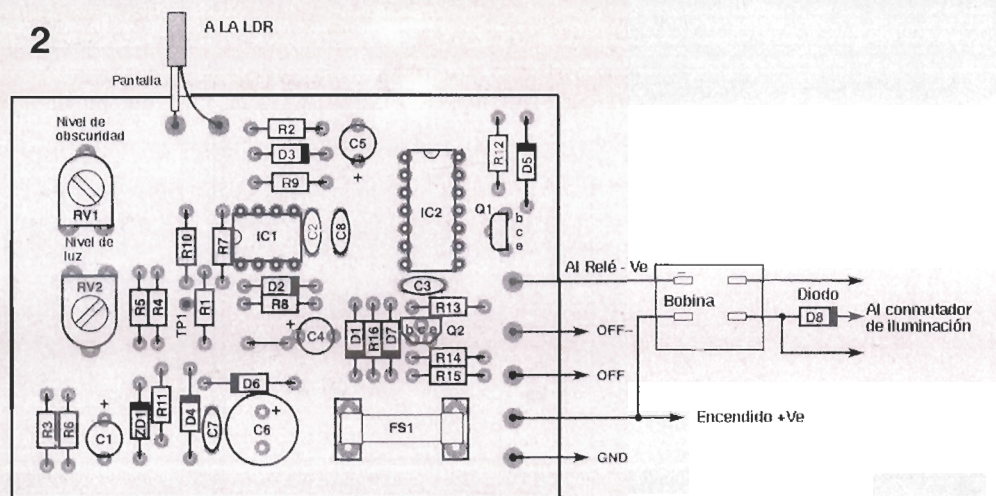 2
A LA LDR
Pantalla
Nivel de
obscuridad
RV1
Nivel de
luz
RV2
R2
D3
R9
C5
+
R12
D5
IC2
Q1
b
c
e
R10
R7
IC1
C2
C8
R5
R4
TP1
R1
D2
R8
C3
+
C4
D1
R16
D7
b
c
e
Q2
R13
R14
R15
R3
R6
+
C1
ZD1
R11
D4
C7
D6
+
C6
FS1
Al Relé - Ve
OFF
OFF
Encendido +Ve
GND
Bobina
Diodo
D8
Al conmutador
de iluminación